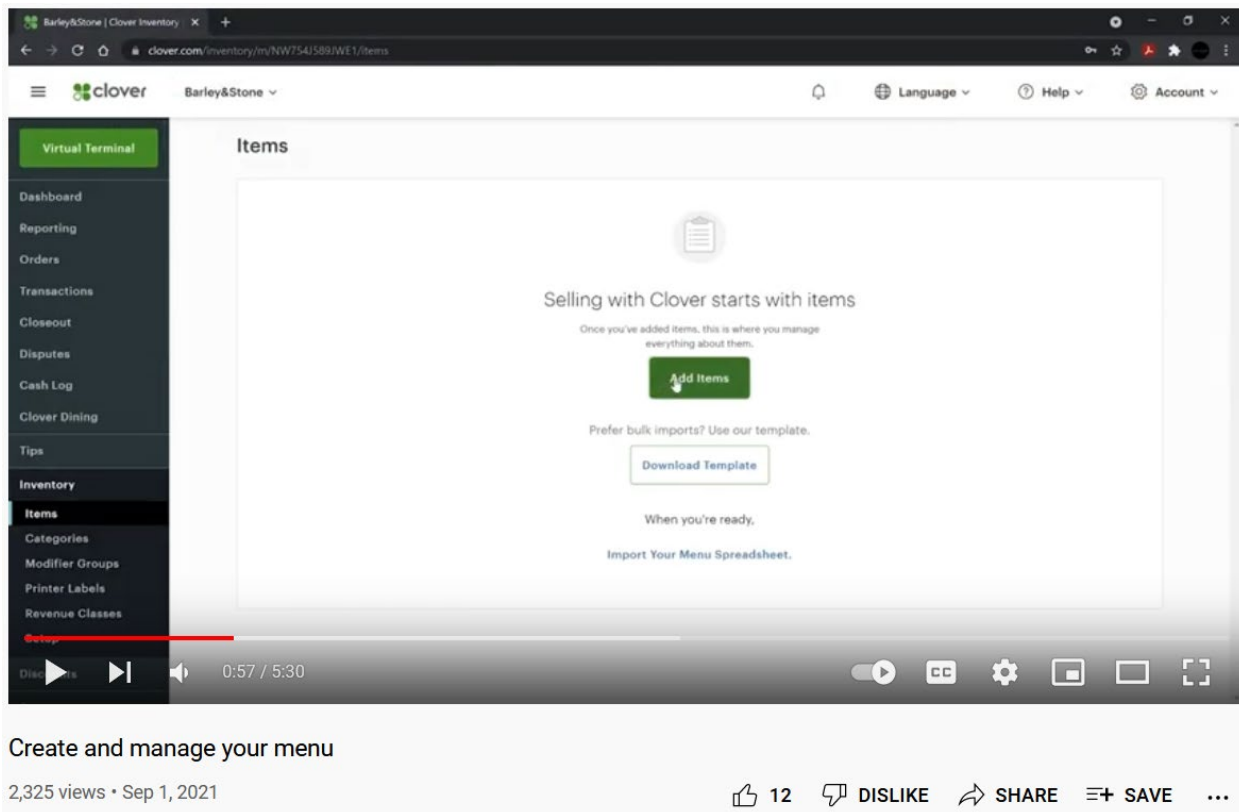 Barley&Stone | Clover Inventory
clover.com/inventory/m/NW754J589JWE1/items
clover Barley&Stone Language Help Account
Virtual Terminal
Dashboard
Reporting
Orders
Transactions
Closeout
Disputes
Cash Log
Clover Dining
Tips
Inventory
Items
Categories
Modifier Groups
Printer Labels
Revenue Classes
Setup
Items
Selling with Clover starts with items
Once you've added items, this is where you manage
everything about them.
Add Items
Prefer bulk imports? Use our template.
Download Template
When you're ready,
Import Your Menu Spreadsheet.
0:57 / 5:30 CC
Create and manage your menu
2,325 views • Sep 1, 2021 12 DISLIKE SHARE SAVE